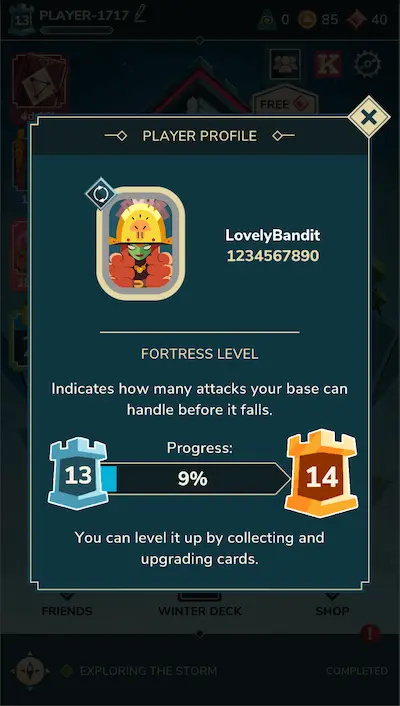 13 PLAYER-1717 0 85 40
K
FREE
PLAYER PROFILE
LovelyBandit
1234567890
FORTRESS LEVEL
Indicates how many attacks your base can
handle before it falls.
Progress:
13 9% 14
You can level it up by collecting and
upgrading cards.
FRIENDS WINTER DECK SHOP
!
EXPLORING THE STORM COMPLETED